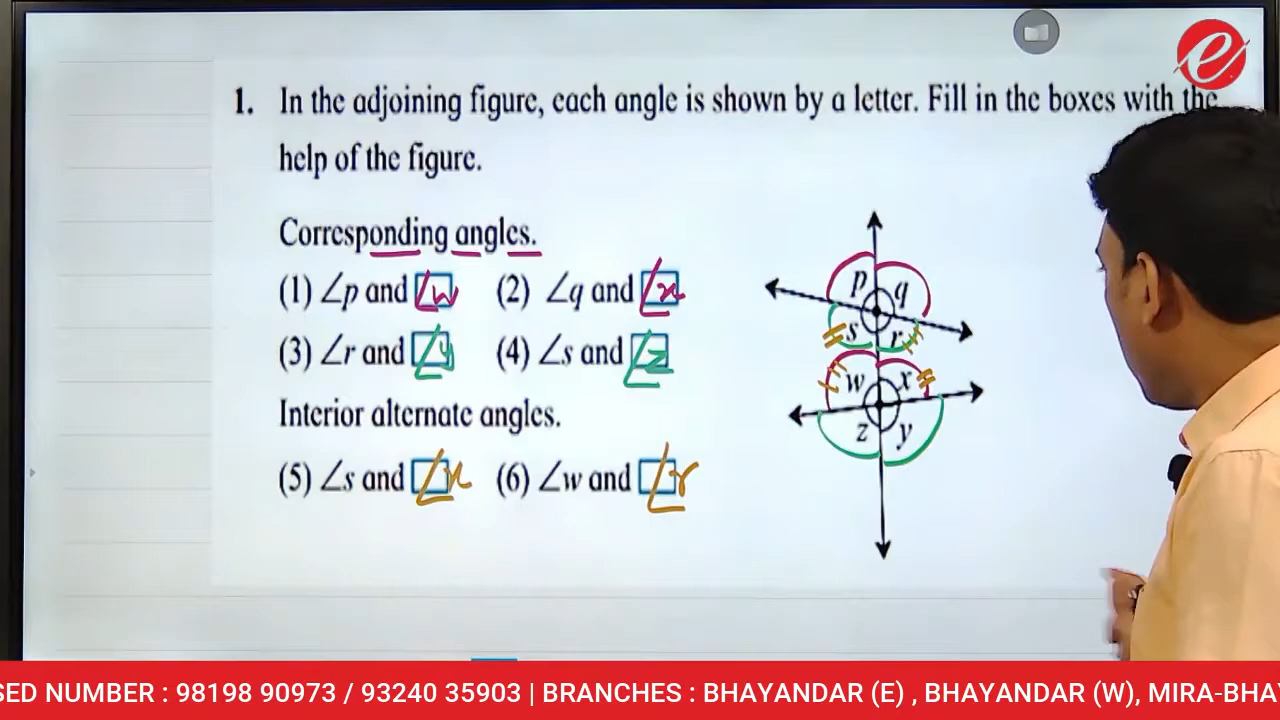 1. In the adjoining figure, each angle is shown by a letter. Fill in the boxes with the
help of the figure.
Corresponding angles.
(1) ∠p and ∠w (2) ∠q and ∠x
(3) ∠r and ∠y (4) ∠s and ∠z
Interior alternate angles.
(5) ∠s and ∠x (6) ∠w and ∠r
p q
s r
w x
z y
e
SED NUMBER : 98198 90973 / 93240 35903 | BRANCHES : BHAYANDAR (E) , BHAYANDAR (W), MIRA-BHAY